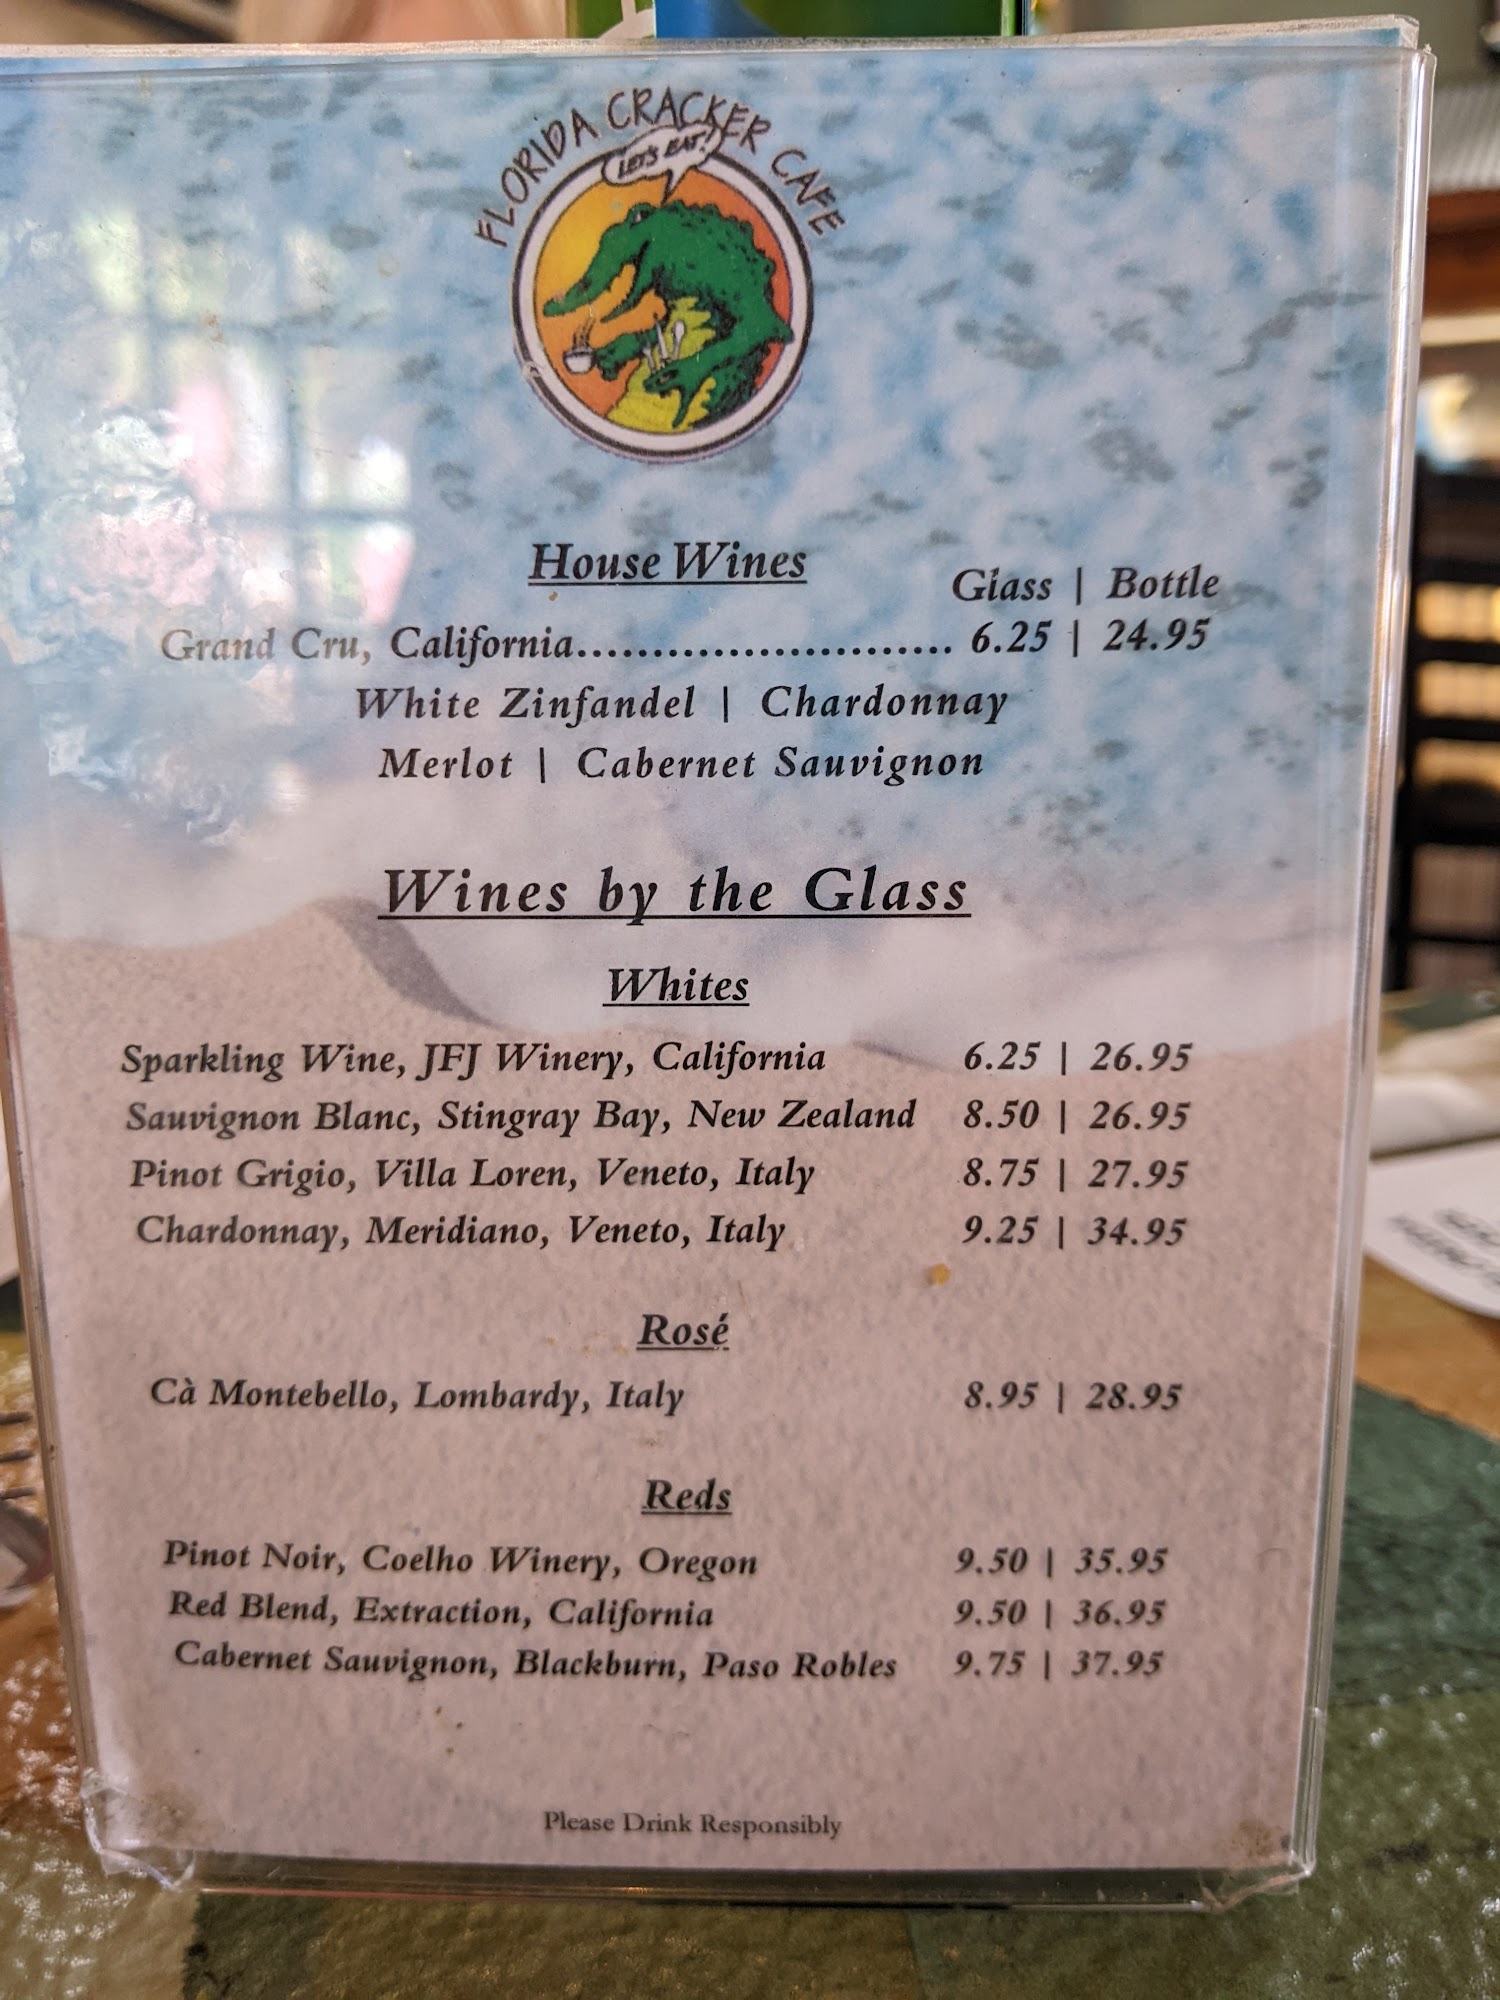 FLORIDA CRACKER CAFE
LET'S EAT!
House Wines
Glass | Bottle
Grand Cru, California.......................... 6.25 | 24.95
White Zinfandel | Chardonnay
Merlot | Cabernet Sauvignon
Wines by the Glass
Whites
Sparkling Wine, JFJ Winery, California 6.25 | 26.95
Sauvignon Blanc, Stingray Bay, New Zealand 8.50 | 26.95
Pinot Grigio, Villa Loren, Veneto, Italy 8.75 | 27.95
Chardonnay, Meridiano, Veneto, Italy 9.25 | 34.95
Rosé
Cà Montebello, Lombardy, Italy 8.95 | 28.95
Reds
Pinot Noir, Coelho Winery, Oregon 9.50 | 35.95
Red Blend, Extraction, California 9.50 | 36.95
Cabernet Sauvignon, Blackburn, Paso Robles 9.75 | 37.95
Please Drink Responsibly